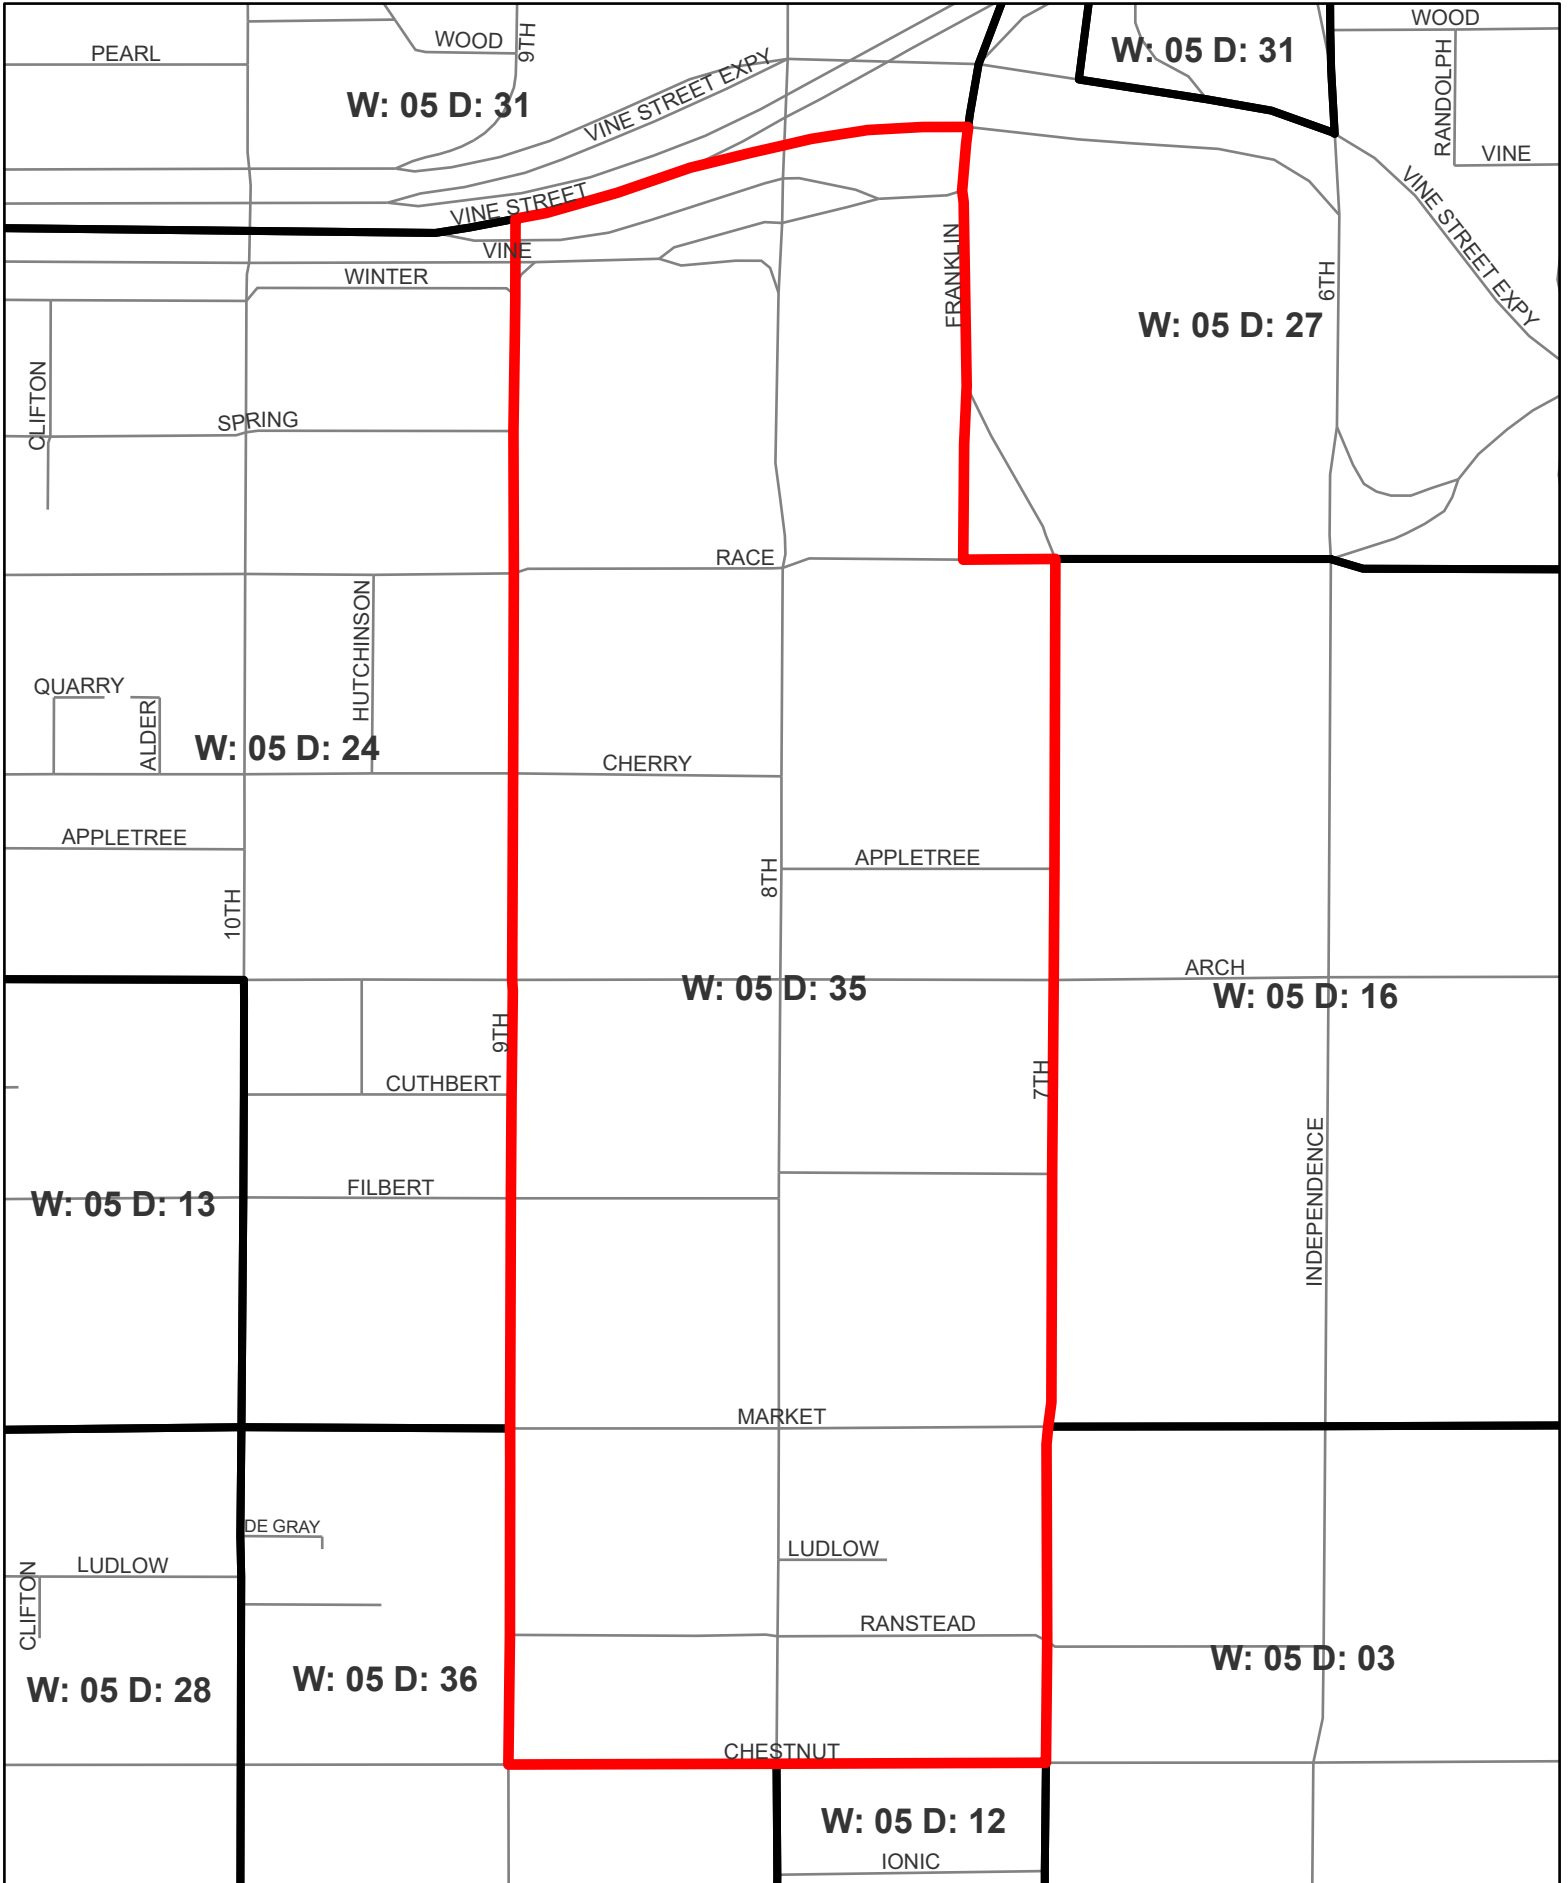 WOOD
PEARL
WOOD
9TH
W: 05 D: 31
W: 05 D: 31
RANDOLPH
VINE STREET EXPY
VINE
VINE STREET
VINE STREET EXPY
VINE
WINTER
FRANKLIN
6TH
W: 05 D: 27
CLIFTON
SPRING
RACE
HUTCHINSON
QUARRY
ALDER
W: 05 D: 24
CHERRY
APPLETREE
APPLETREE
8TH
10TH
ARCH
W: 05 D: 35
W: 05 D: 16
9TH
7TH
CUTHBERT
INDEPENDENCE
FILBERT
W: 05 D: 13
MARKET
DE GRAY
LUDLOW
LUDLOW
CLIFTON
RANSTEAD
W: 05 D: 03
W: 05 D: 36
W: 05 D: 28
CHESTNUT
W: 05 D: 12
IONIC